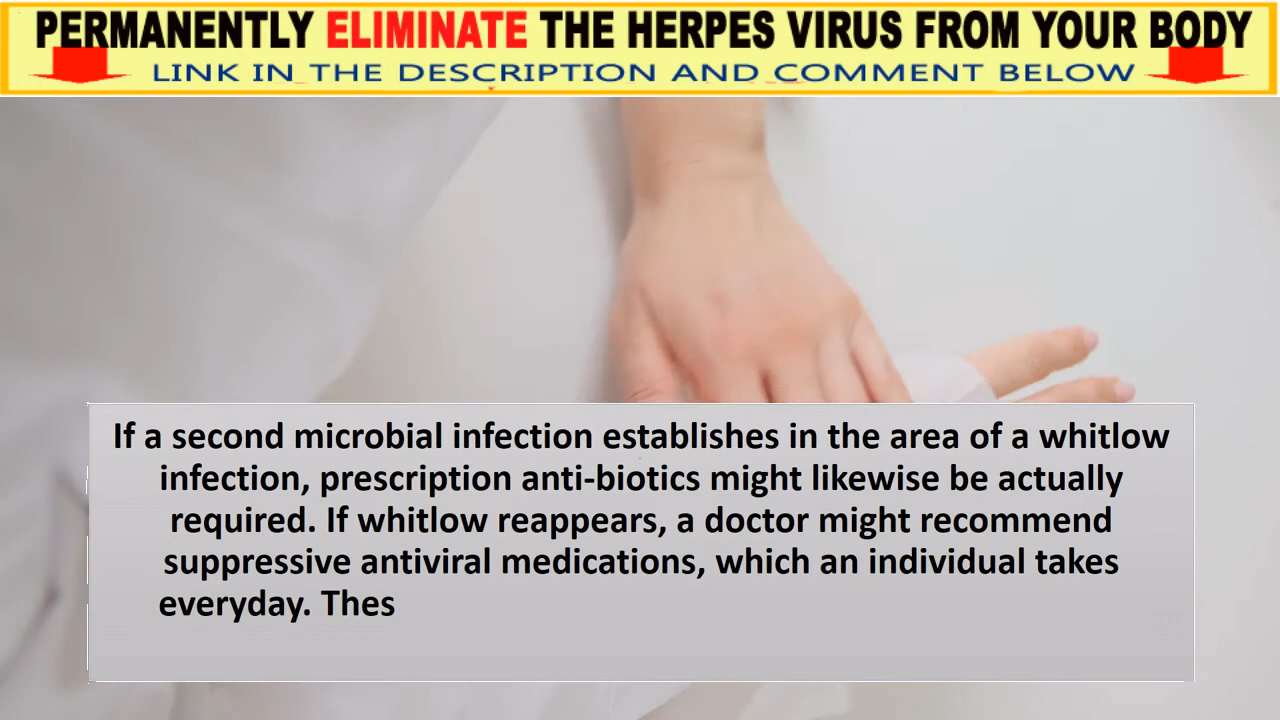 PERMANENTLY ELIMINATE THE HERPES VIRUS FROM YOUR BODY
LINK IN THE DESCRIPTION AND COMMENT BELOW
If a second microbial infection establishes in the area of a whitlow
infection, prescription anti-biotics might likewise be actually
required. If whitlow reappears, a doctor might recommend
suppressive antiviral medications, which an individual takes
everyday. Thes